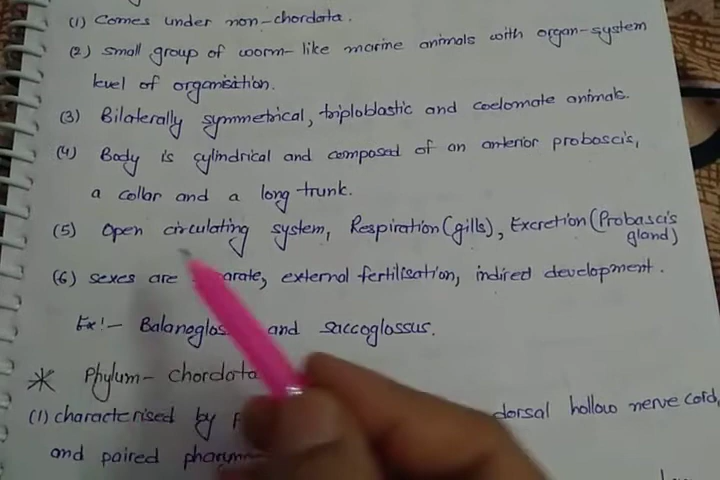 (1) Comes under non-chordata.
(2) small group of worm-like marine animals with organ-system
level of organisation.
(3) Bilaterally symmetrical, triploblastic and coelomate animals.
(4) Body is cylindrical and composed of an anterior proboscis,
a collar and a long trunk.
(5) Open circulating system, Respiration (gills), Excretion (Probascis
gland)
(6) sexes are external fertilisation, indirect development.
Ex:- and saccoglossus.
* Phylum - chordata
(1) characterised by dorsal hollow nerve cord,
and paired